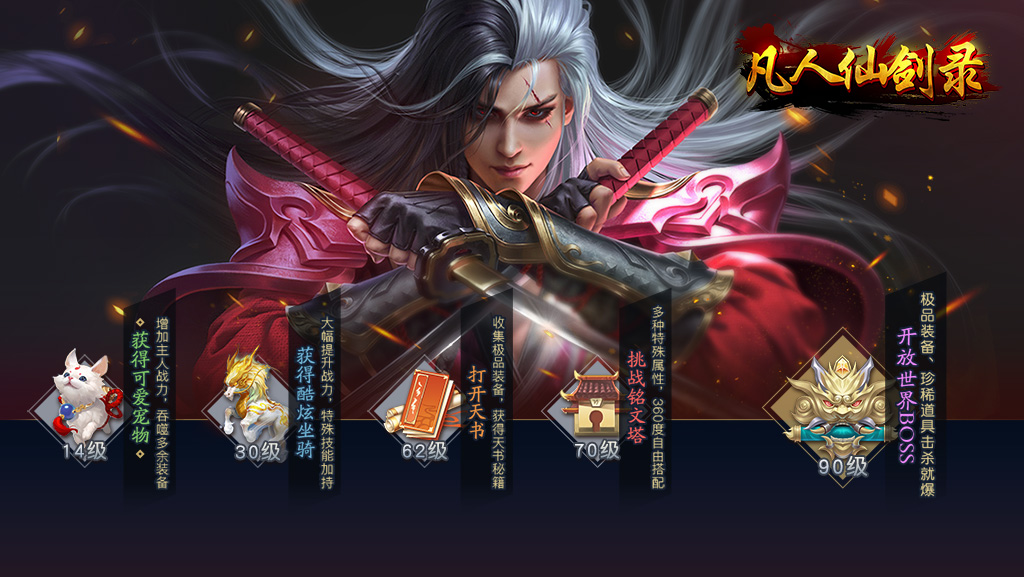 凡人仙剑录
获得可爱宠物
增加主人战力，吞噬多余装备
14级
获得酷炫坐骑
大幅提升战力，特殊技能加持
30级
打开天书
收集极品装备，获得天书秘籍
62级
挑战铭文塔
多种特殊属性，360度自由搭配
70级
开放世界BOSS
极品装备、珍稀道具击杀就爆
90级